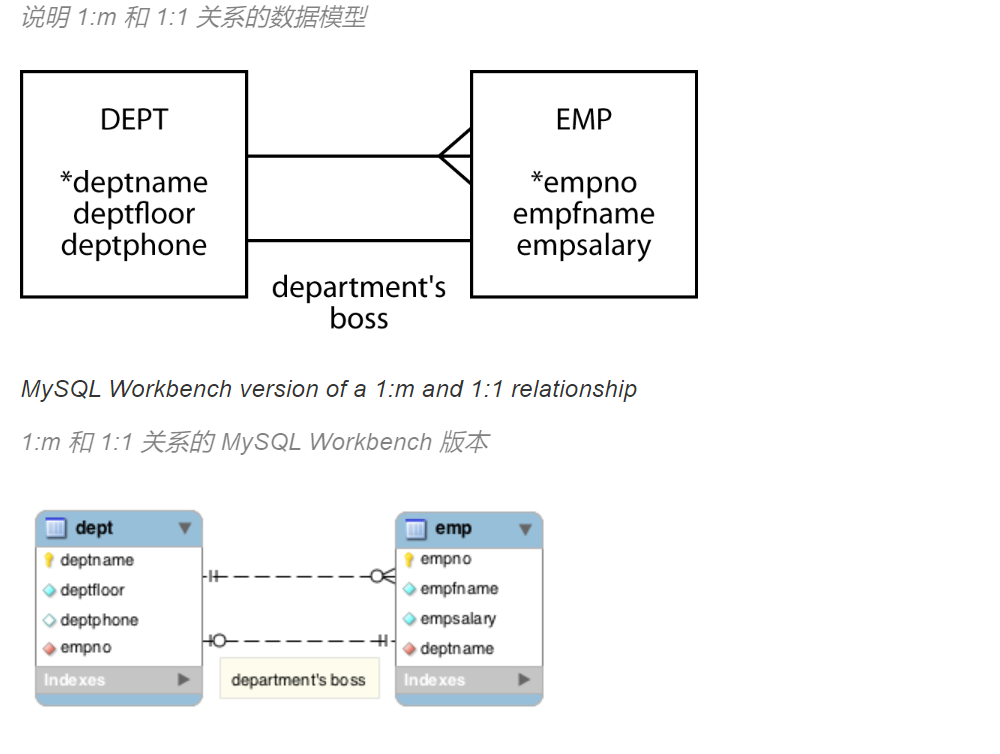 说明 1:m 和 1:1 关系的数据模型
DEPT
*deptname
deptfloor
deptphone
EMP
*empno
empfname
empsalary
department's
boss
MySQL Workbench version of a 1:m and 1:1 relationship
1:m 和 1:1 关系的 MySQL Workbench 版本
dept
deptname
deptfloor
deptphone
empno
Indexes
emp
empno
empfname
empsalary
deptname
Indexes
department's boss